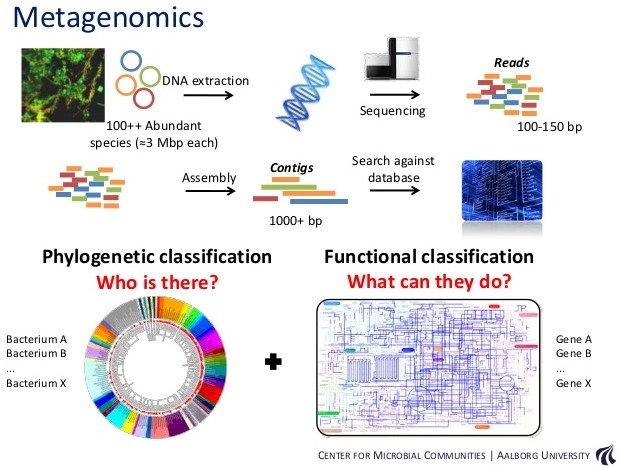 Metagenomics
DNA extraction
Sequencing
Reads
100++ Abundant
species (≈3 Mbp each)
100-150 bp
Assembly
Contigs
Search against
database
1000+ bp
Phylogenetic classification
Who is there?
Functional classification
What can they do?
Bacterium A
Bacterium B
...
Bacterium X
Gene A
Gene B
...
Gene X
CENTER FOR MICROBIAL COMMUNITIES | AALBORG UNIVERSITY